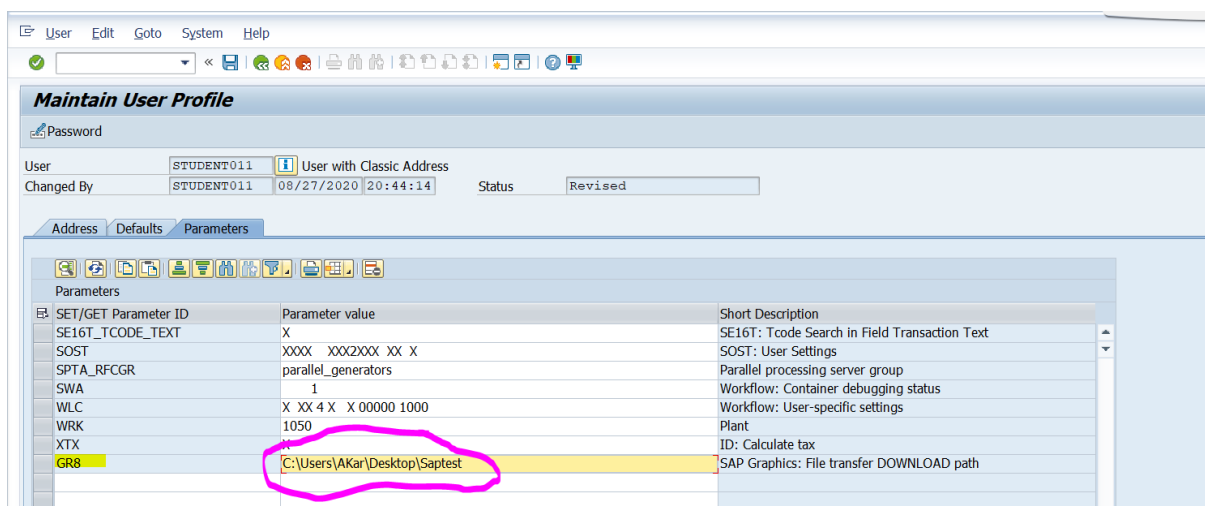 User Edit Goto System Help
Maintain User Profile
Password
User STUDENT011 User with Classic Address
Changed By STUDENT011 08/27/2020 20:44:14 Status Revised
Address Defaults Parameters
Parameters
SET/GET Parameter ID Parameter value Short Description
SE16T_TCODE_TEXT X SE16T: Tcode Search in Field Transaction Text
SOST XXXX XXX2XXX XX X SOST: User Settings
SPTA_RFCGR parallel_generators Parallel processing server group
SWA 1 Workflow: Container debugging status
WLC X XX 4 X X 00000 1000 Workflow: User-specific settings
WRK 1050 Plant
XTX X ID: Calculate tax
GR8 C:\Users\AKar\Desktop\Saptest SAP Graphics: File transfer DOWNLOAD path